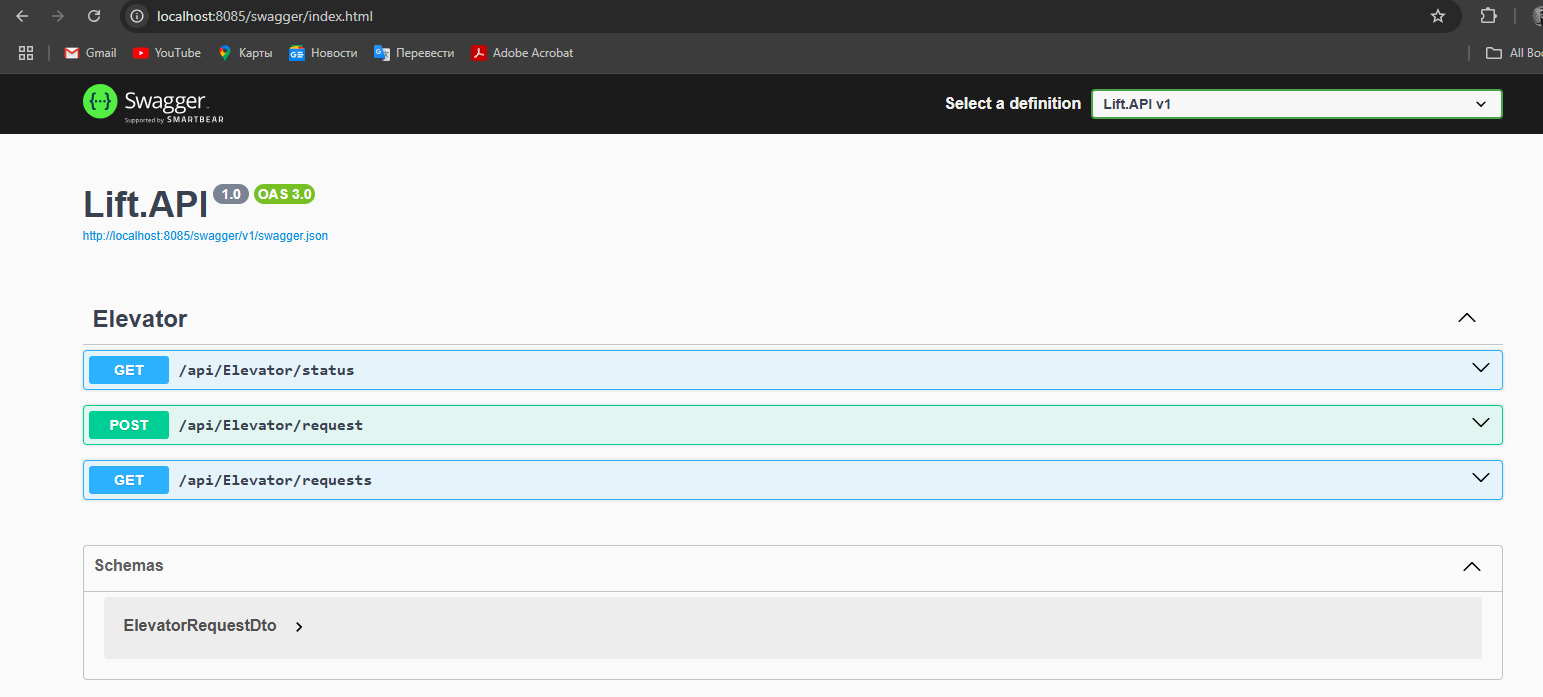 localhost:8085/swagger/index.html
Gmail YouTube Карты Новости Перевести Adobe Acrobat All Boo
Swagger
Supported by SMARTBEAR
Select a definition Lift.API v1
Lift.API 1.0 OAS 3.0
http://localhost:8085/swagger/v1/swagger.json
Elevator
GET /api/Elevator/status
POST /api/Elevator/request
GET /api/Elevator/requests
Schemas
ElevatorRequestDto